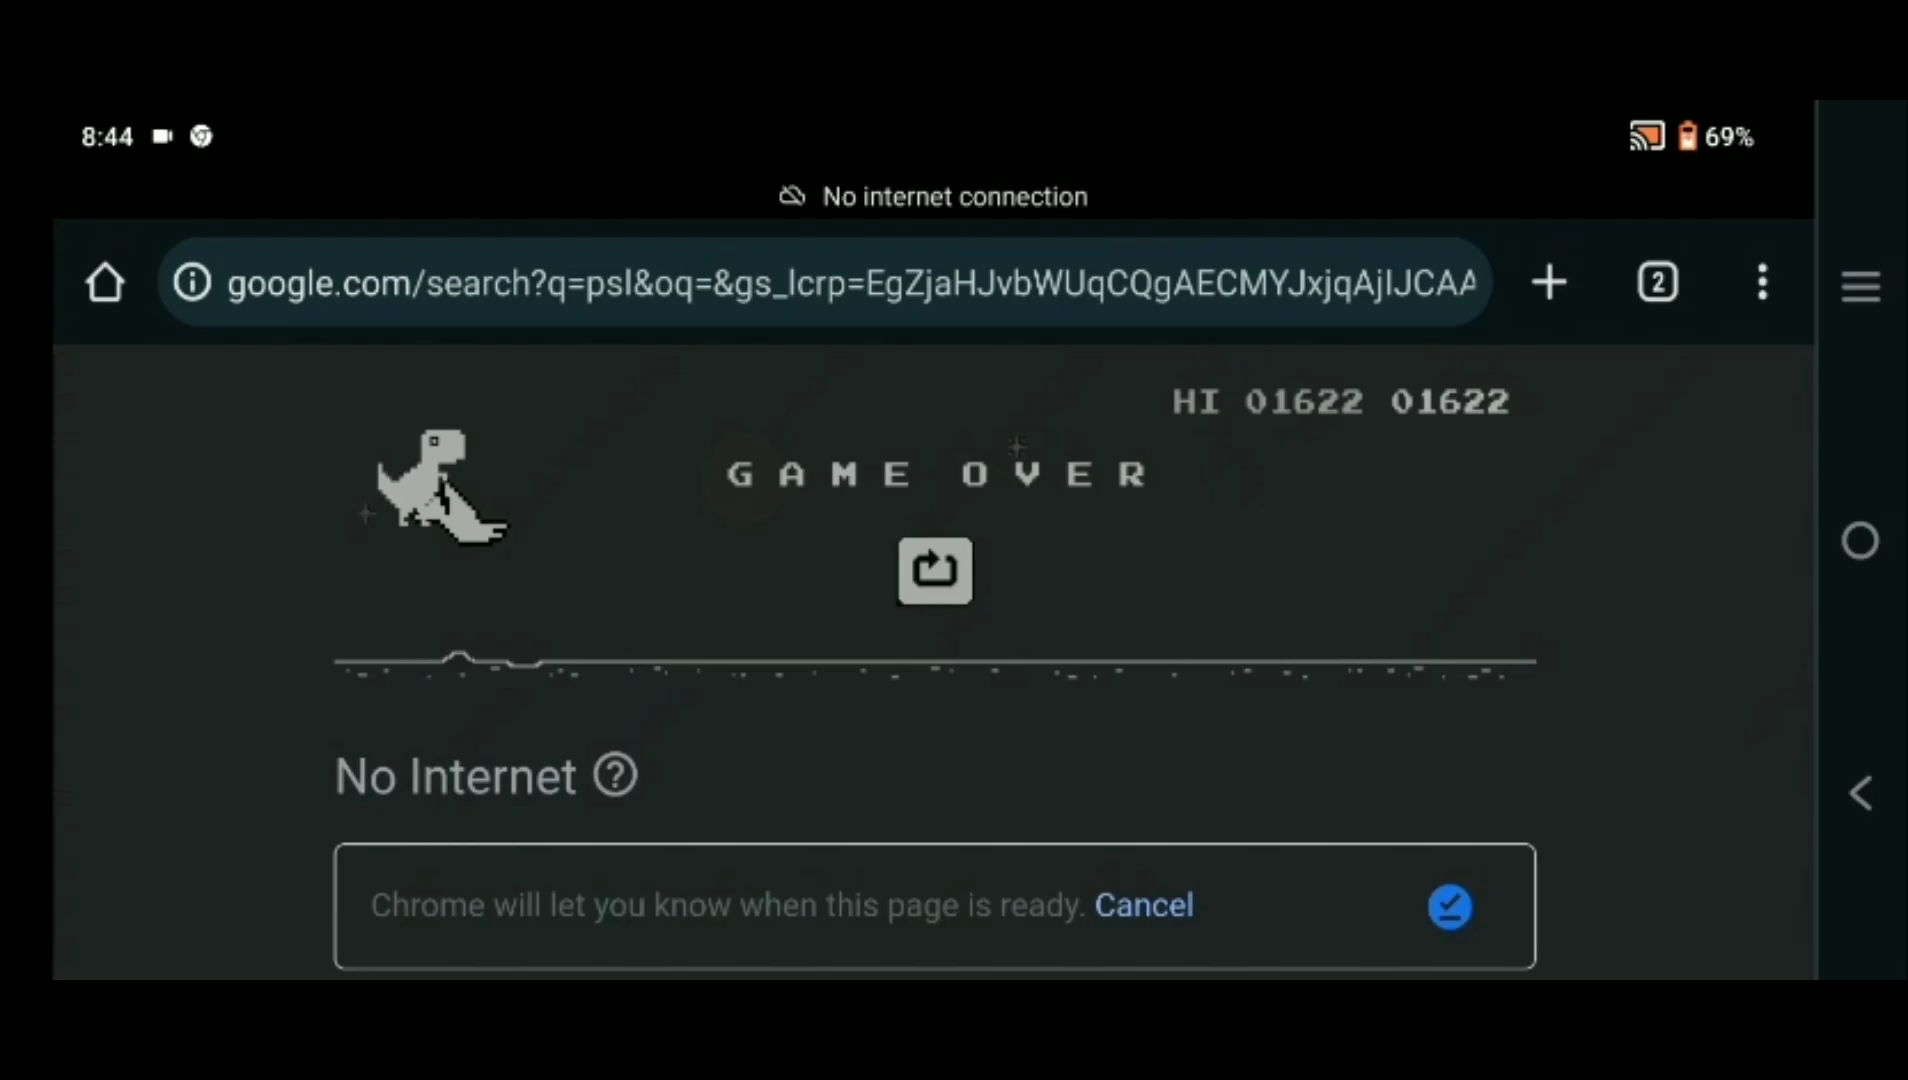 8:44
69%
No internet connection
google.com/search?q=psl&oq=&gs_lcrp=EgZjaHJvbWUqCQgAECMYJxjqAjIJCAA
2
HI 01622 01622
GAME OVER
No Internet
Chrome will let you know when this page is ready. Cancel